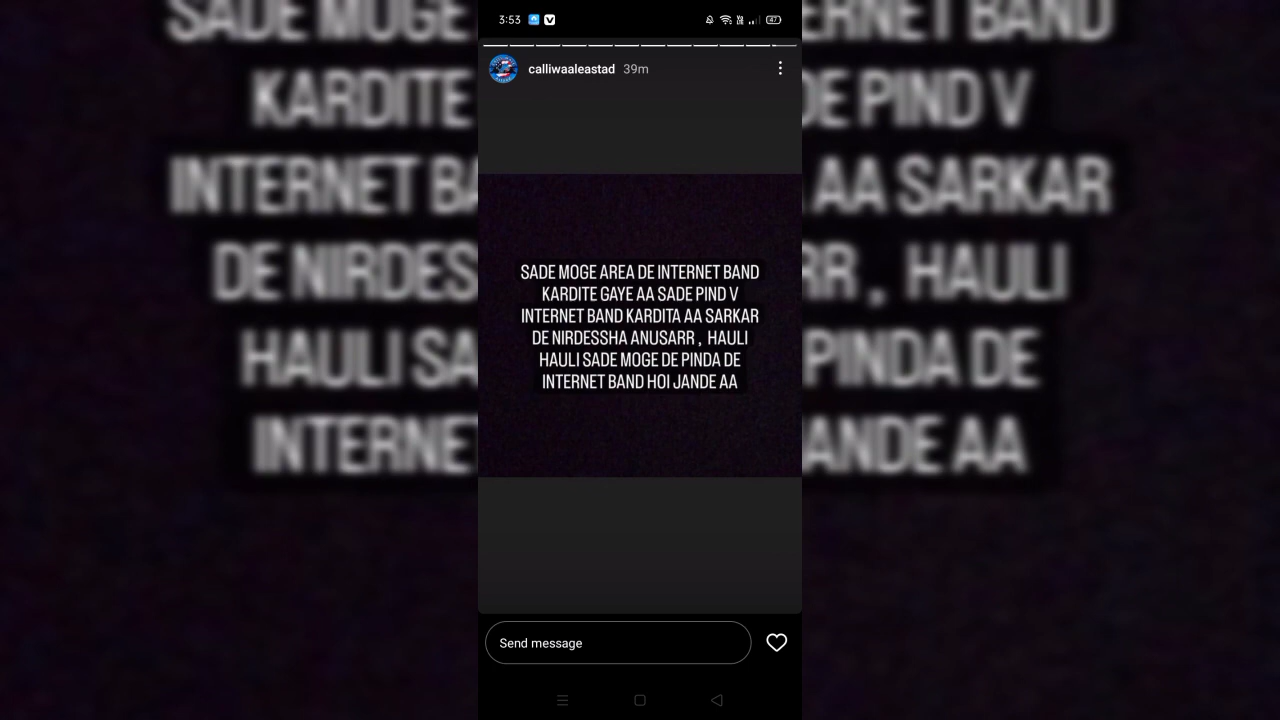 3:53
47
calliwaaleastad 39m
SADE MOGE AREA DE INTERNET BAND
KARDITE GAYE AA SADE PIND V
INTERNET BAND KARDITA AA SARKAR
DE NIRDESSHA ANUSARR , HAULI
HAULI SADE MOGE DE PINDA DE
INTERNET BAND HOI JANDE AA
Send message